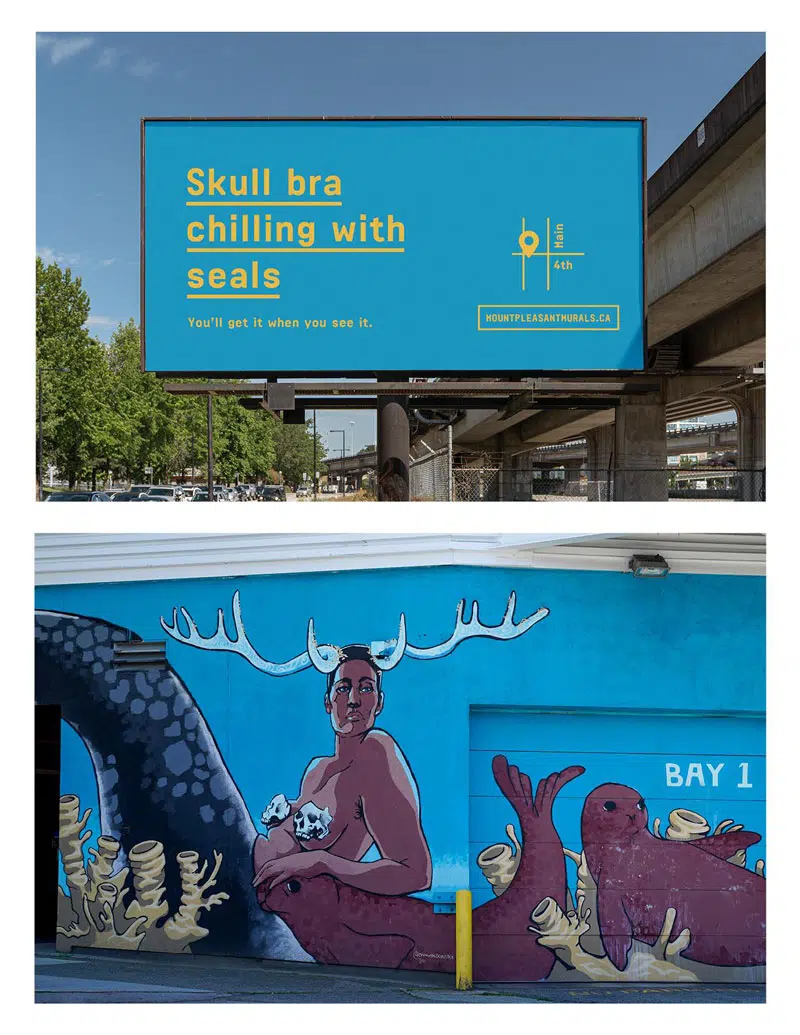 Skull bra
chilling with
seals
You'll get it when you see it.
Main
4th
MOUNTPLEASANTMURALS.CA
BAY 1